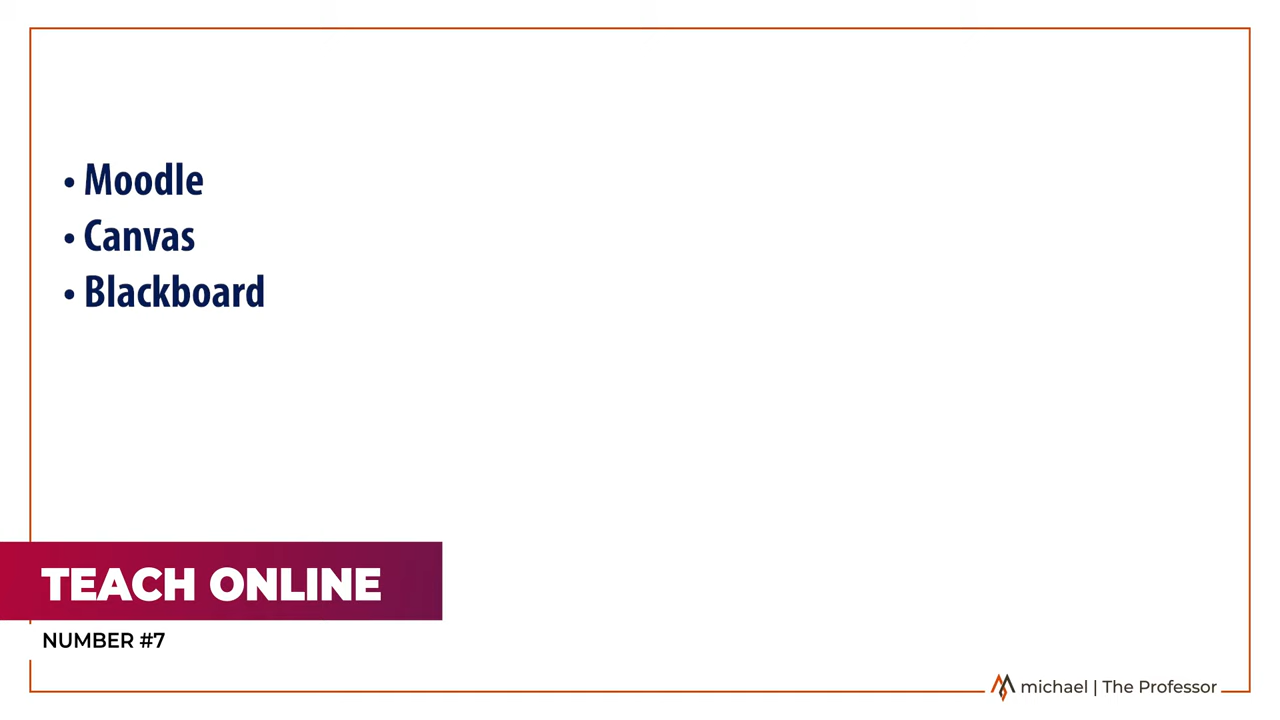 • Moodle
• Canvas
• Blackboard
TEACH ONLINE
NUMBER #7
michael | The Professor